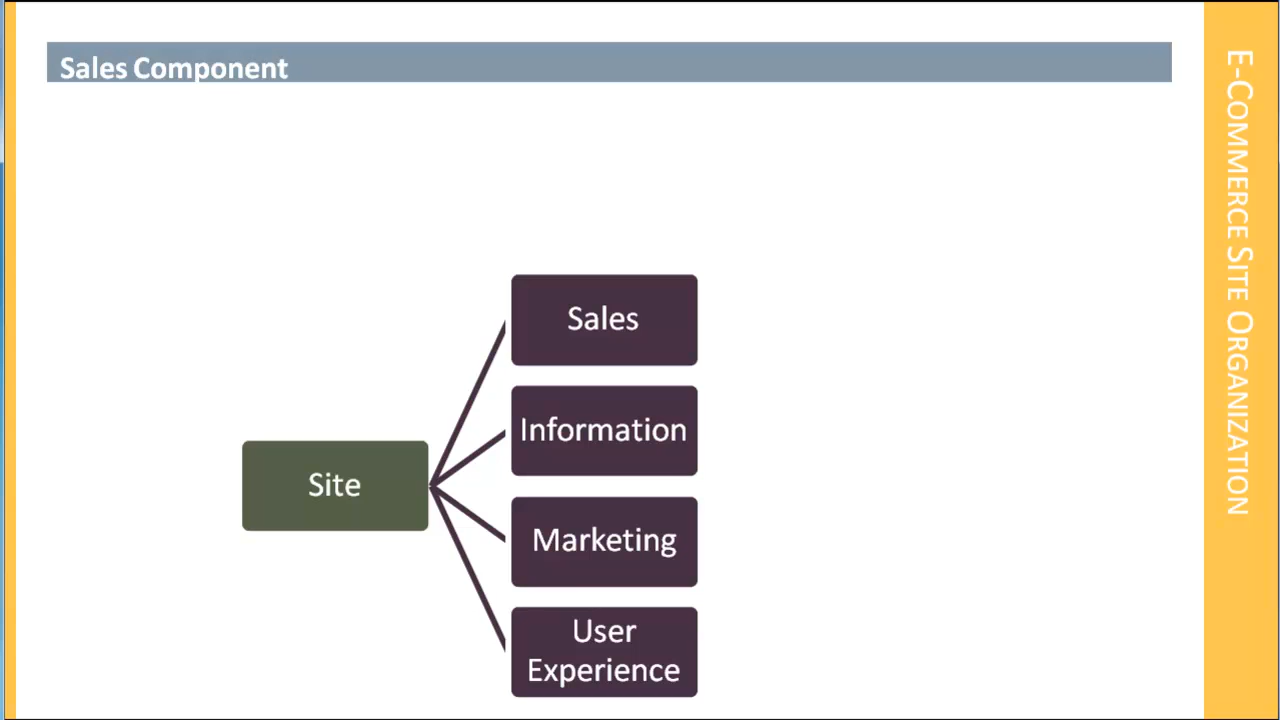 Sales Component
Sales
Information
Site
Marketing
User
Experience
E-COMMERCE SITE ORGANIZATION